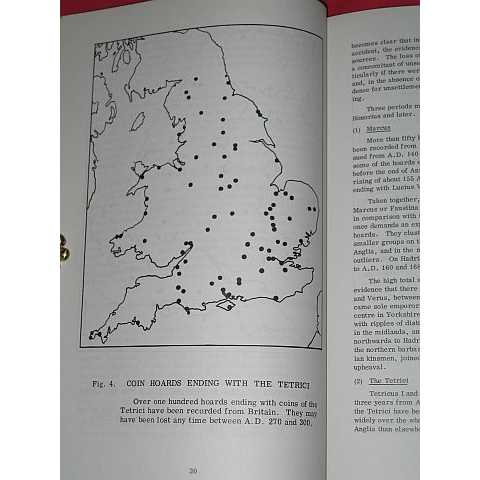 Fig. 4. COIN HOARDS ENDING WITH THE TETRICI
Over one hundred hoards ending with coins of the
Tetrici have been recorded from Britain. They may
have been lost any time between A.D. 270 and 300.
20
becomes clear that in
accident, the evidenc
sources. The loss o
a concomitant of unse
ticularly if there wer
and, in the absence o
dence for unsettlemen
ing.
Three periods m
Honorius and later.
(1) Marcus
More than fifty h
been recorded from
sued from A.D. 140
some of the hoards e
before the end of An
rising of about 155 A
ending with Lucius V
Taken together,
Marcus or Faustina
in comparison with
once demands an exp
hoards. They clust
smaller groups on t
Anglia, and in the n
outliers. On Hadri
to A.D. 160 and 168
The high total o
evidence that there
and Verus, between
came sole emperor
centre in Yorkshire
with ripples of dist
in the midlands, an
northwards to Hadr
the northern barba
ian kinsmen, joine
upheaval.
(2) The Tetrici
Tetricus I and
three years from A
the Tetrici have be
widely over the wh
Anglia than elsewh